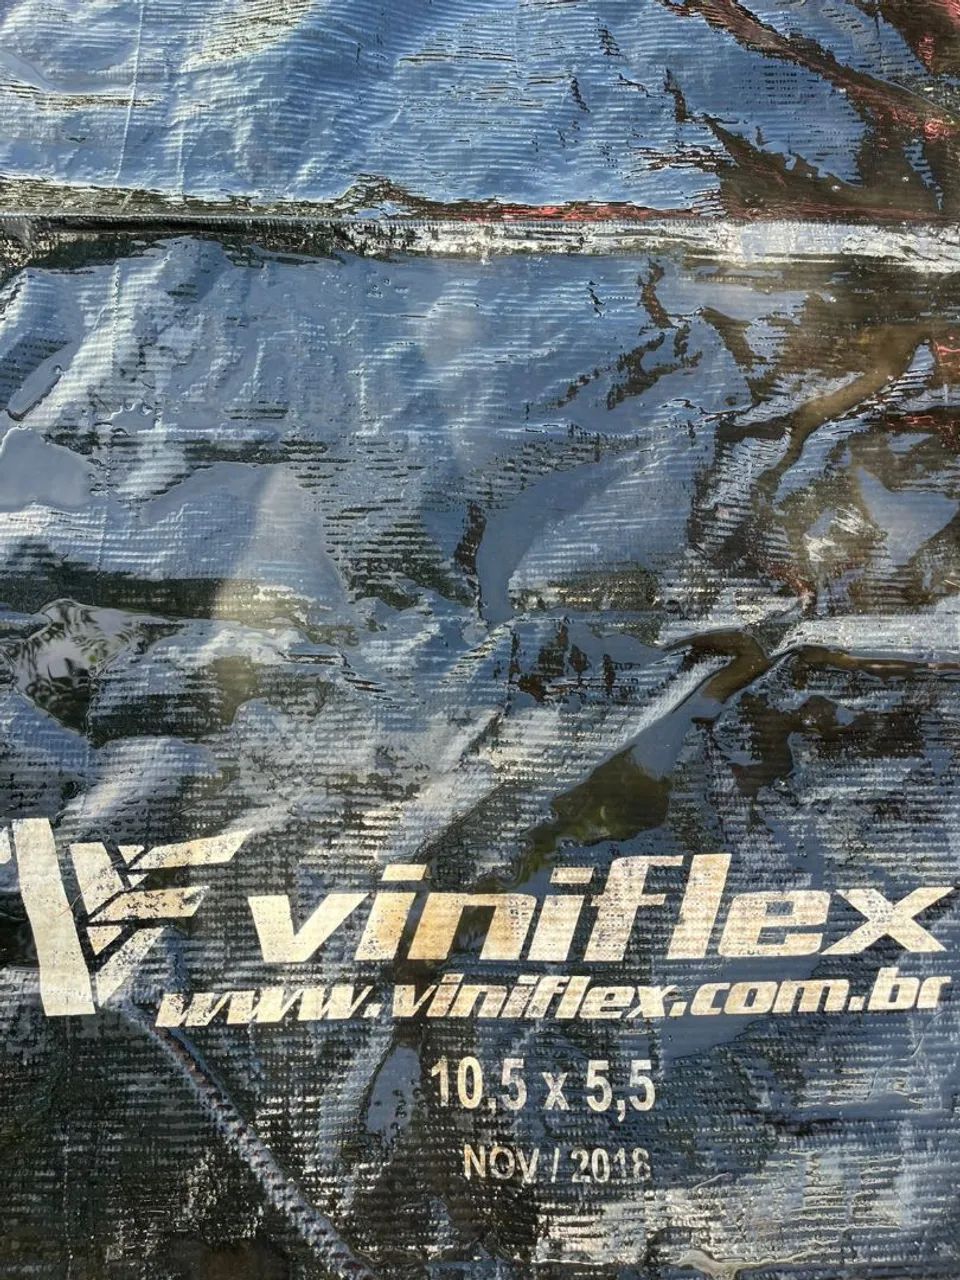 viniflex
www.viniflex.com.br
10,5 x 5,5
NOV / 2018